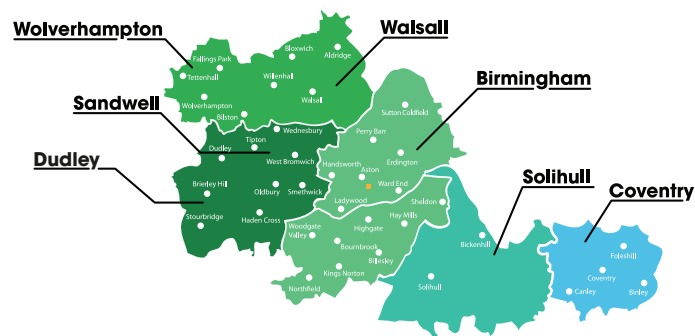 Wolverhampton
Walsall
Birmingham
Sandwell
Dudley
Solihull
Coventry
Bloxwich
Aldridge
Fallings Park
Tettenhall
Willenhall
Walsall
Wolverhampton
Bilston
Sutton Coldfield
Wednesbury
Tipton
Perry Barr
Dudley
West Bromwich
Erdington
Handsworth
Aston
Brierley Hill
Oldbury
Smethwick
Ward End
Ladywood
Sheldon
Stourbridge
Haden Cross
Highgate
Hay Mills
Woodgate
Valley
Bournbrook
Billesley
Bickenhill
Kings Norton
Northfield
Solihull
Foleshill
Coventry
Canley
Binley